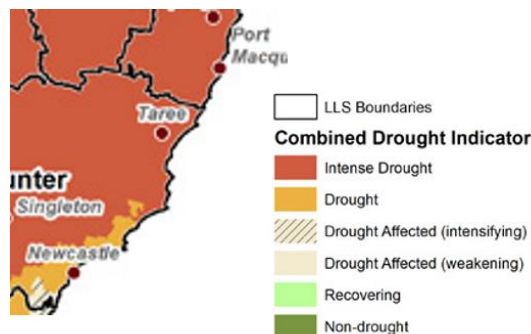 Port
Macqu
Taree
unter
Singleton
Newcastle
LLS Boundaries
Combined Drought Indicator
Intense Drought
Drought
Drought Affected (intensifying)
Drought Affected (weakening)
Recovering
Non-drought